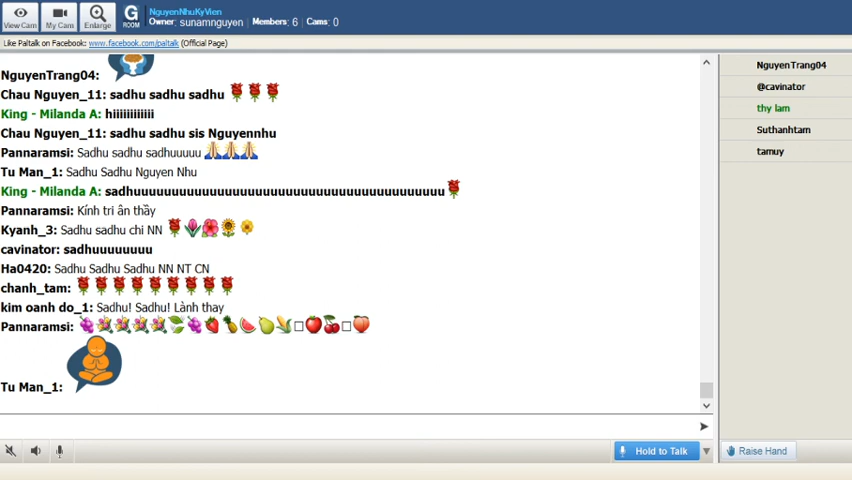 NguyenNhuKyVien
Owner: sunamnguyen Members: 6 Cams: 0
View Cam My Cam Enlarge G ROOM
Like Paltalk on Facebook: www.facebook.com/paltalk (Official Page)
NguyenTrang04:
Chau Nguyen_11: sadhu sadhu sadhu
King - Milanda A: hiiiiiiiiiiii
Chau Nguyen_11: sadhu sadhu sis Nguyennhu
Pannaramsi: Sadhu sadhu sadhuuuuu
Tu Man_1: Sadhu Sadhu Nguyen Nhu
King - Milanda A: sadhuuuuuuuuuuuuuuuuuuuuuuuuuuuuuuuuuuuuuuuuu
Pannaramsi: Kính tri ân thầy
Kyanh_3: Sadhu sadhu chi NN
cavinator: sadhuuuuuuuu
Ha0420: Sadhu Sadhu Sadhu NN NT CN
chanh_tam:
kim oanh do_1: Sadhu! Sadhu! Lành thay
Pannaramsi:
Tu Man_1:
NguyenTrang04
@cavinator
thy lam
Suthanhtam
tamuy
Hold to Talk
Raise Hand